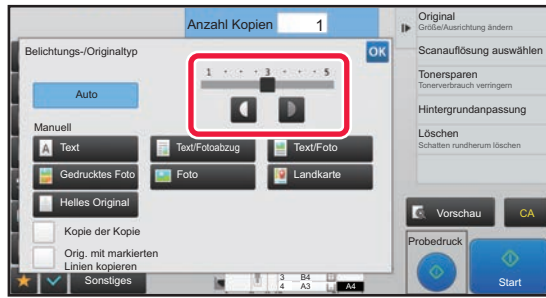 Anzahl Kopien 1
Belichtungs-/Originaltyp
OK
1 · · · 3 · · · 5
Auto
Manuell
A Text
Text/Fotoabzug
Text/Foto
Gedrucktes Foto
Foto
Landkarte
Helles Original
Kopie der Kopie
Orig. mit markierten
Linien kopieren
Sonstiges
3 B4
4 A3
A4
Original
Größe/Ausrichtung ändern
Scanauflösung auswählen
Tonersparen
Tonerverbrauch verringern
Hintergrundanpassung
Löschen
Schatten rundherum löschen
Vorschau
CA
Probedruck
Start